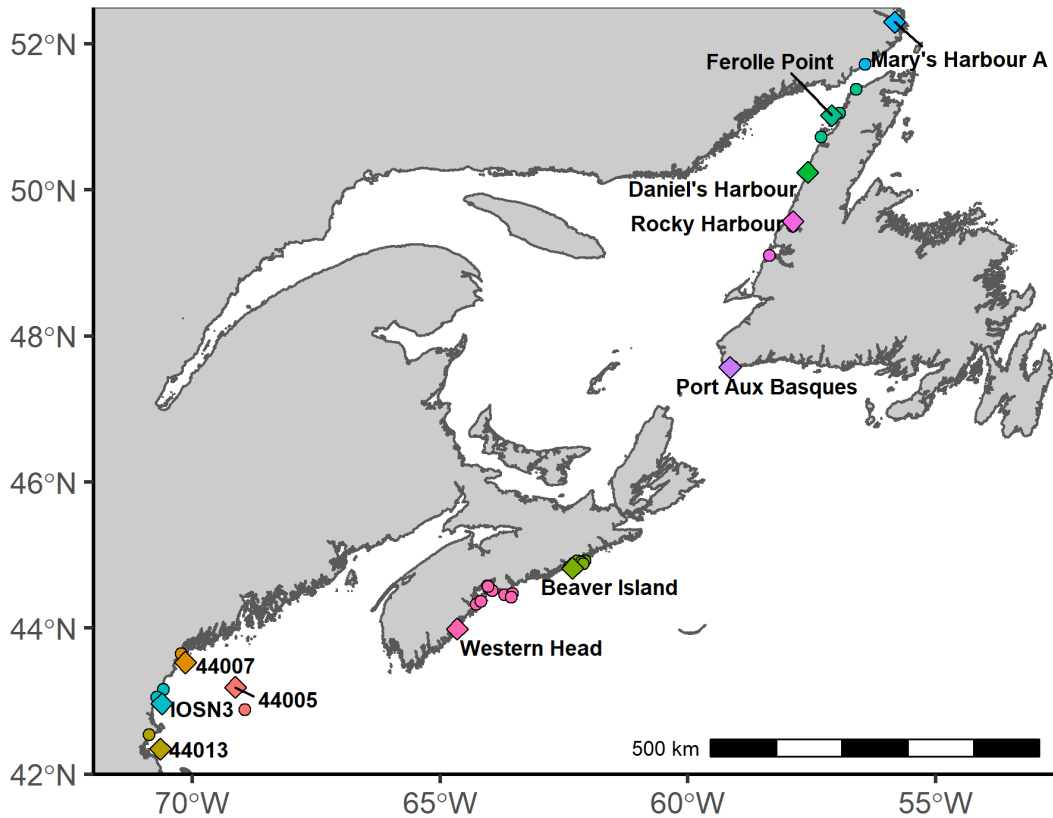 52°N
Ferolle Point
Mary's Harbour A
50°N
Daniel's Harbour
Rocky Harbour
48°N
Port Aux Basques
46°N
Beaver Island
44°N
Western Head
44007
44005
IOSN3
44013
500 km
42°N
70°W
65°W
60°W
55°W